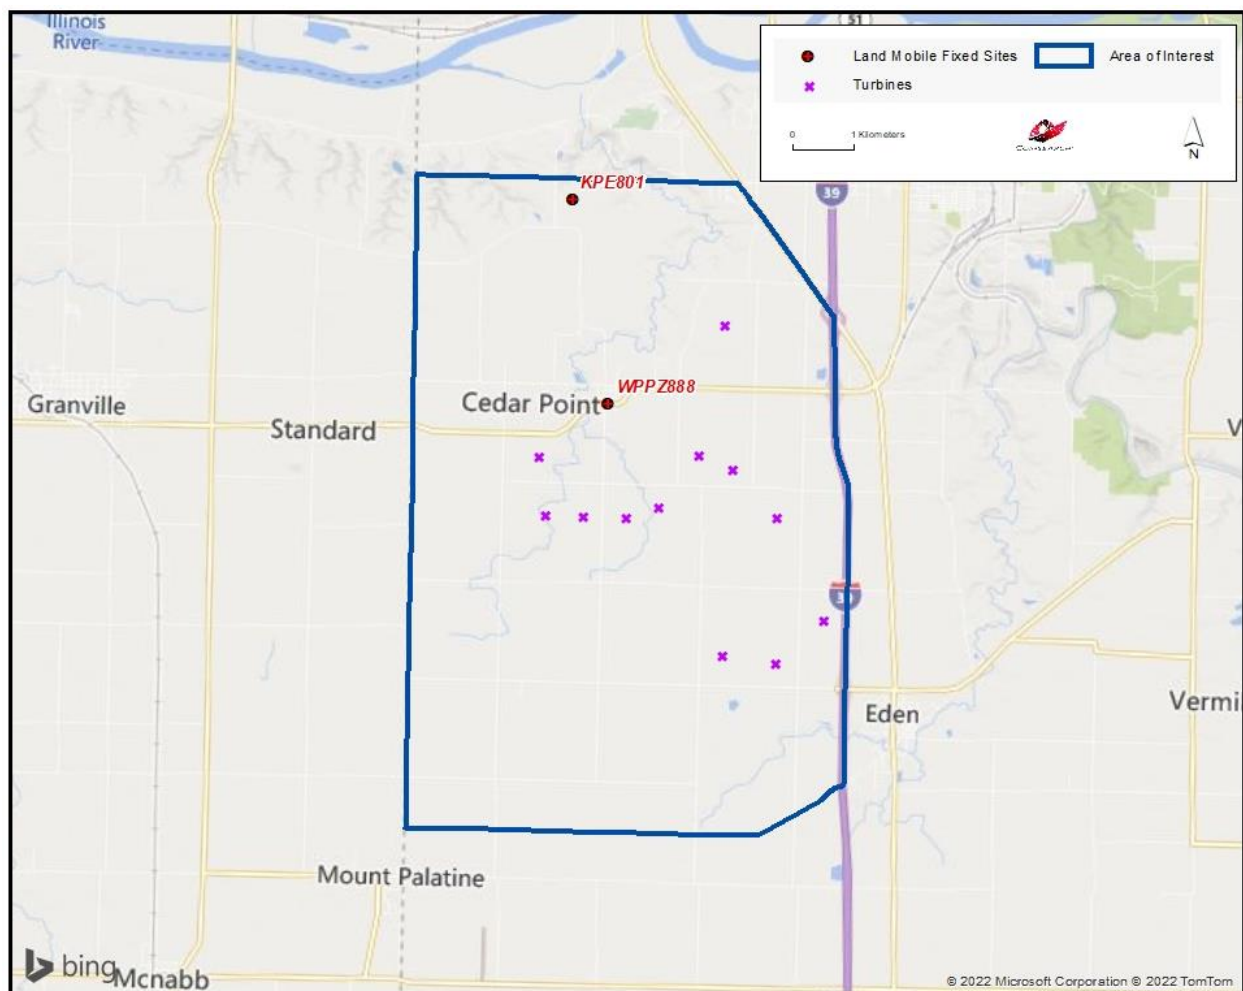 Illinois
River
51
Land Mobile Fixed Sites
Area of Interest
Turbines
0
1 Kilometers
N
39
KPE801
WPPZ888
Cedar Point
Granville
Standard
V
Eden
Vermi
Mount Palatine
bing
Mcnabb
© 2022 Microsoft Corporation © 2022 TomTom